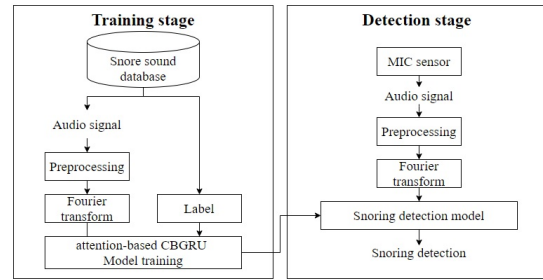 Training stage
Snore sound
database
Audio signal
Preprocessing
Fourier
transform
Label
attention-based CBGRU
Model training
Detection stage
MIC sensor
Audio signal
Preprocessing
Fourier
transform
Snoring detection model
Snoring detection